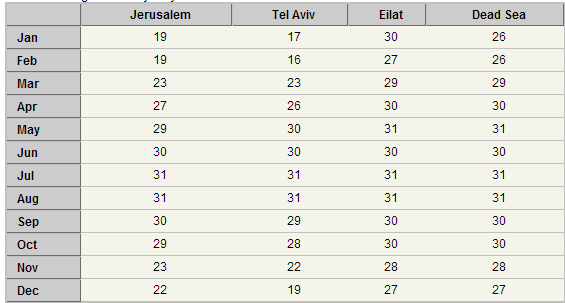 Jerusalem Tel Aviv Eilat Dead Sea
Jan 19 17 30 26
Feb 19 16 27 26
Mar 23 23 29 29
Apr 27 26 30 30
May 29 30 31 31
Jun 30 30 30 30
Jul 31 31 31 31
Aug 31 31 31 31
Sep 30 29 30 30
Oct 29 28 30 30
Nov 23 22 28 28
Dec 22 19 27 27